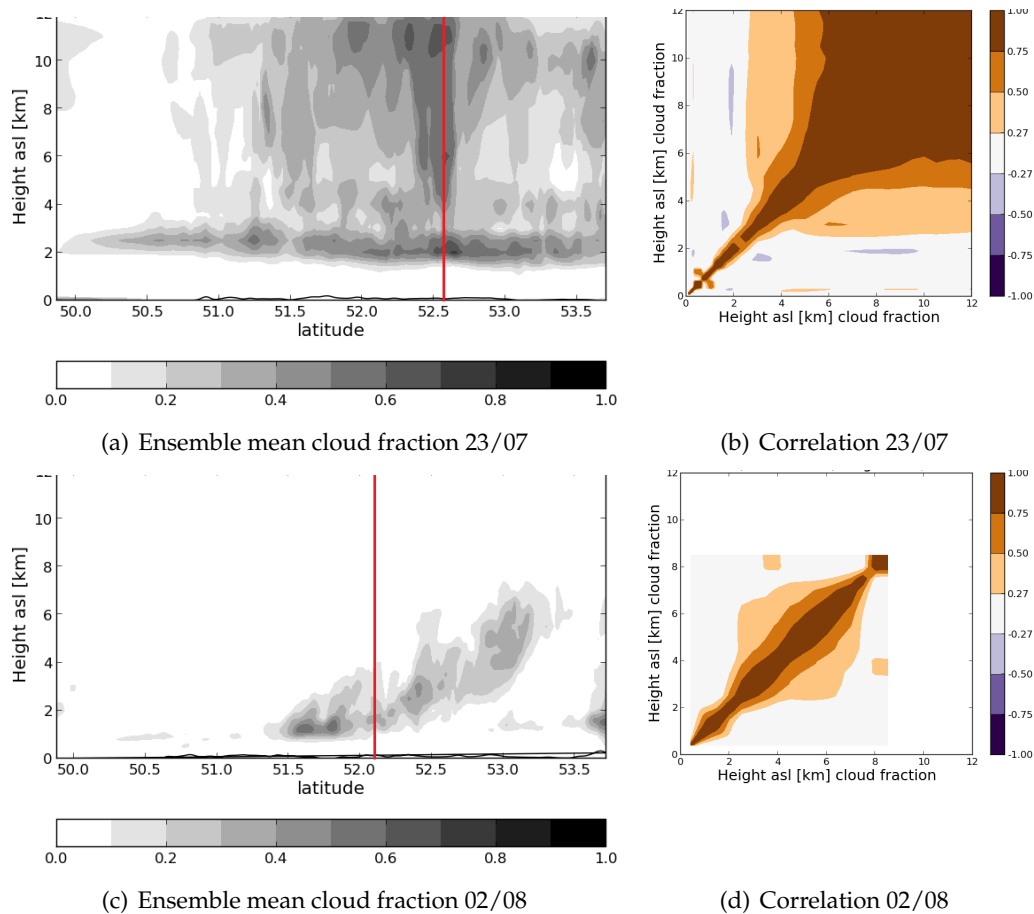 12
10
8
6
4
2
0
Height asl [km]
50.0 50.5 51.0 51.5 52.0 52.5 53.0 53.5
latitude
0.0 0.2 0.4 0.6 0.8 1.0
(a) Ensemble mean cloud fraction 23/07
12
10
8
6
4
2
0
Height asl [km] cloud fraction
0 2 4 6 8 10 12
Height asl [km] cloud fraction
1.00
0.75
0.50
0.27
-0.27
-0.50
-0.75
-1.00
(b) Correlation 23/07
12
10
8
6
4
2
0
Height asl [km]
50.0 50.5 51.0 51.5 52.0 52.5 53.0 53.5
latitude
0.0 0.2 0.4 0.6 0.8 1.0
(c) Ensemble mean cloud fraction 02/08
12
10
8
6
4
2
0
Height asl [km] cloud fraction
0 2 4 6 8 10 12
Height asl [km] cloud fraction
1.00
0.75
0.50
0.27
-0.27
-0.50
-0.75
-1.00
(d) Correlation 02/08